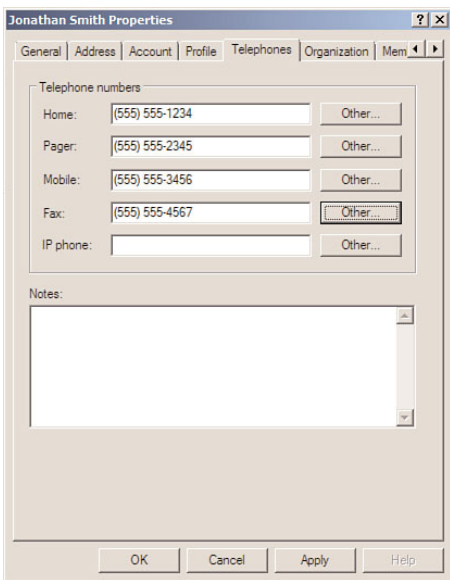 Jonathan Smith Properties
General Address Account Profile Telephones Organization Mem
Telephone numbers
Home: (555) 555-1234 Other...
Pager: (555) 555-2345 Other...
Mobile: (555) 555-3456 Other...
Fax: (555) 555-4567 Other...
IP phone: Other...
Notes:
OK Cancel Apply Help